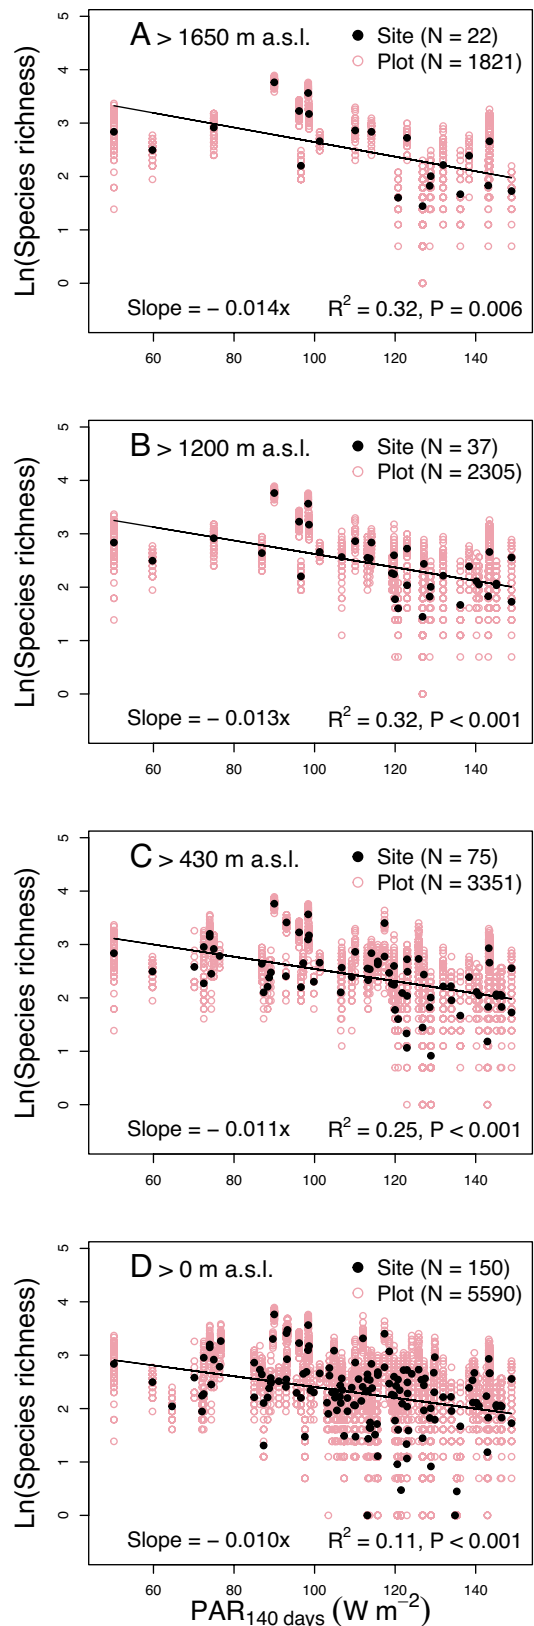 A > 1650 m a.s.l.
Site (N = 22)
Plot (N = 1821)
Ln(Species richness)
5
4
3
2
1
0
Slope = − 0.014x
R2 = 0.32, P = 0.006
60 80 100 120 140
B > 1200 m a.s.l.
Site (N = 37)
Plot (N = 2305)
Ln(Species richness)
5
4
3
2
1
0
Slope = − 0.013x
R2 = 0.32, P < 0.001
60 80 100 120 140
C > 430 m a.s.l.
Site (N = 75)
Plot (N = 3351)
Ln(Species richness)
5
4
3
2
1
0
Slope = − 0.011x
R2 = 0.25, P < 0.001
60 80 100 120 140
D > 0 m a.s.l.
Site (N = 150)
Plot (N = 5590)
Ln(Species richness)
5
4
3
2
1
0
Slope = − 0.010x
R2 = 0.11, P < 0.001
60 80 100 120 140
PAR140 days (W m−2)